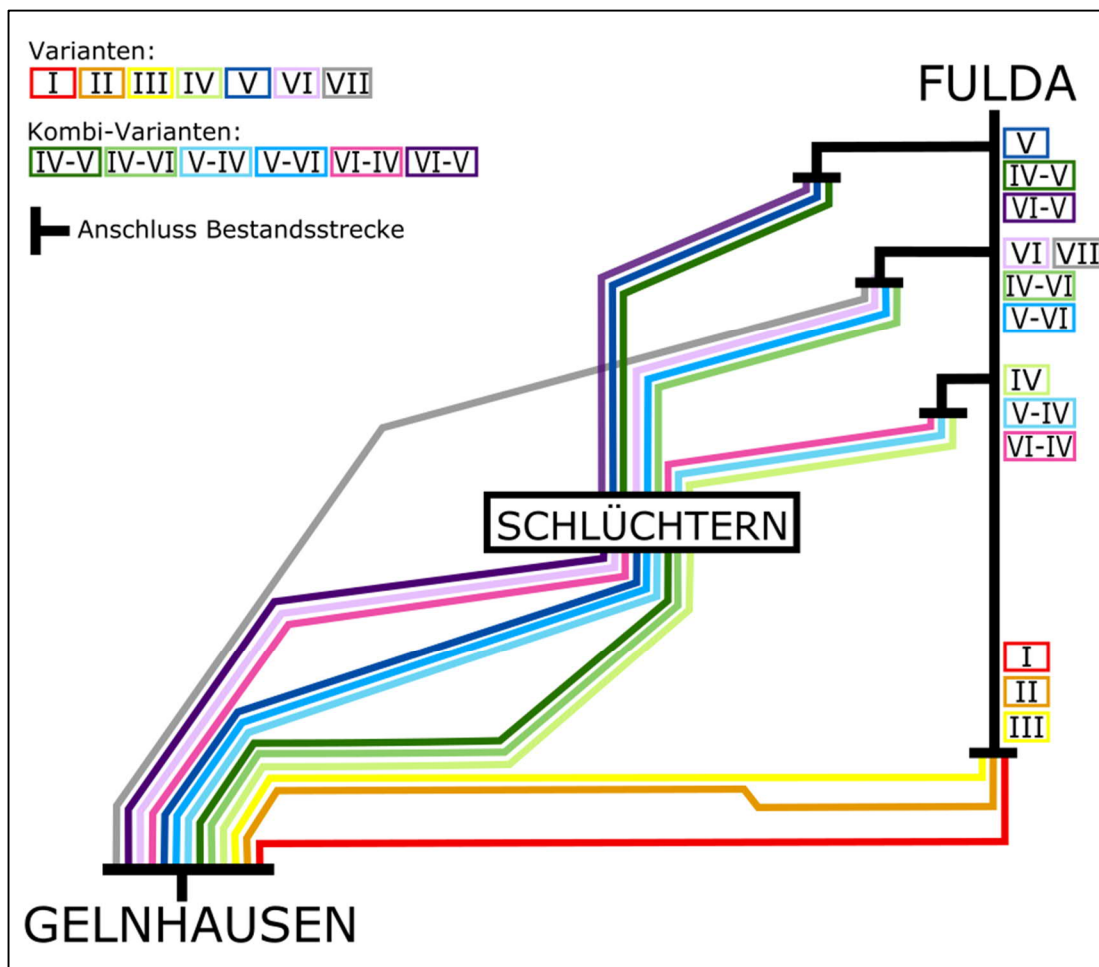 Varianten:
I II III IV V VI VII
Kombi-Varianten:
IV-V IV-VI V-IV V-VI VI-IV VI-V
Anschluss Bestandsstrecke
FULDA
V
IV-V
VI-V
VI VII
IV-VI
V-VI
IV
V-IV
VI-IV
SCHLÜCHTERN
I
II
III
GELNHAUSEN